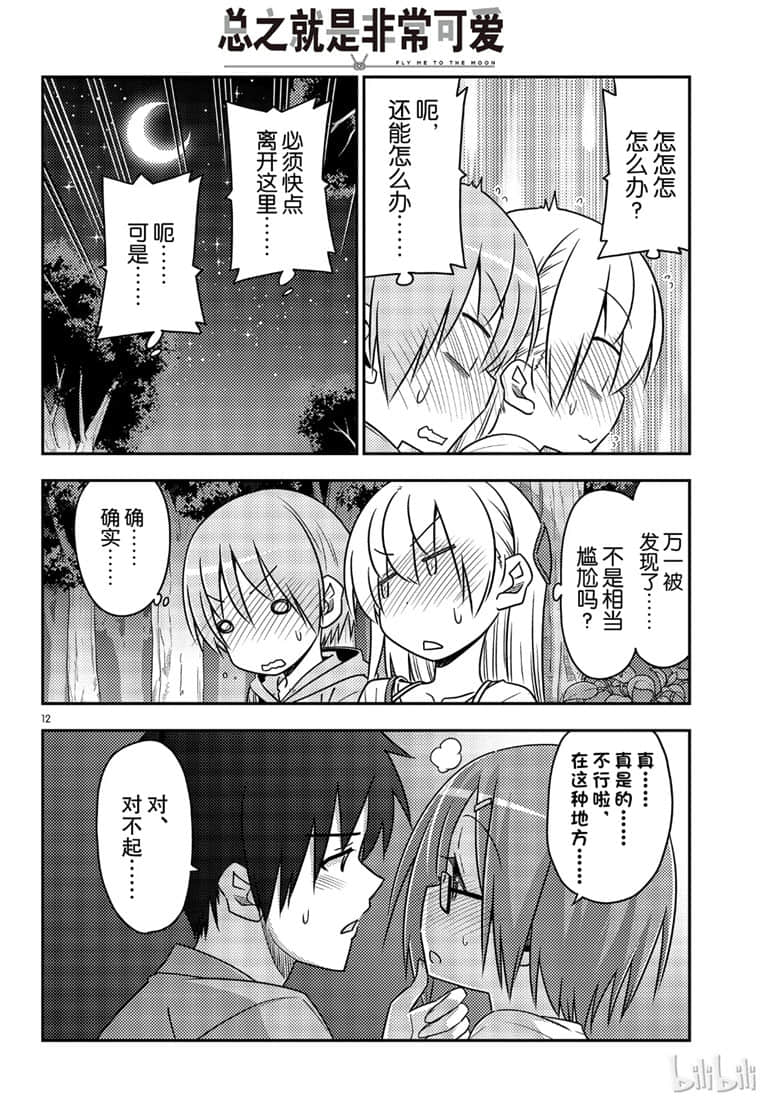 总之就是非常可爱
FLY ME TO THE MOON
怎怎怎
怎么办？
呃，
还能怎么办……
必须快点
离开这里……
呃……
可是……
万一被
发现了……
不是相当
尴尬吗？
确……
确实……
12
真……
真是的……
不行啦，
在这种地方……
对、
对不起……
bilibili